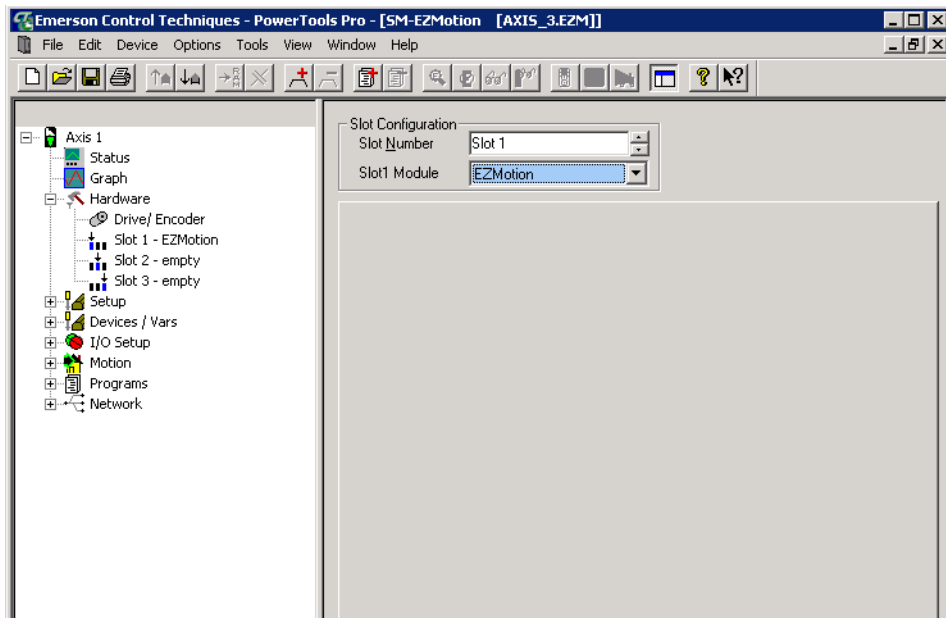 Emerson Control Techniques - PowerTools Pro - [SM-EZMotion [AXIS_3.EZM]]
File Edit Device Options Tools View Window Help
Slot Configuration
Slot Number Slot 1
Slot1 Module EZMotion
Axis 1
Status
Graph
Hardware
Drive/ Encoder
Slot 1 - EZMotion
Slot 2 - empty
Slot 3 - empty
Setup
Devices / Vars
I/O Setup
Motion
Programs
Network